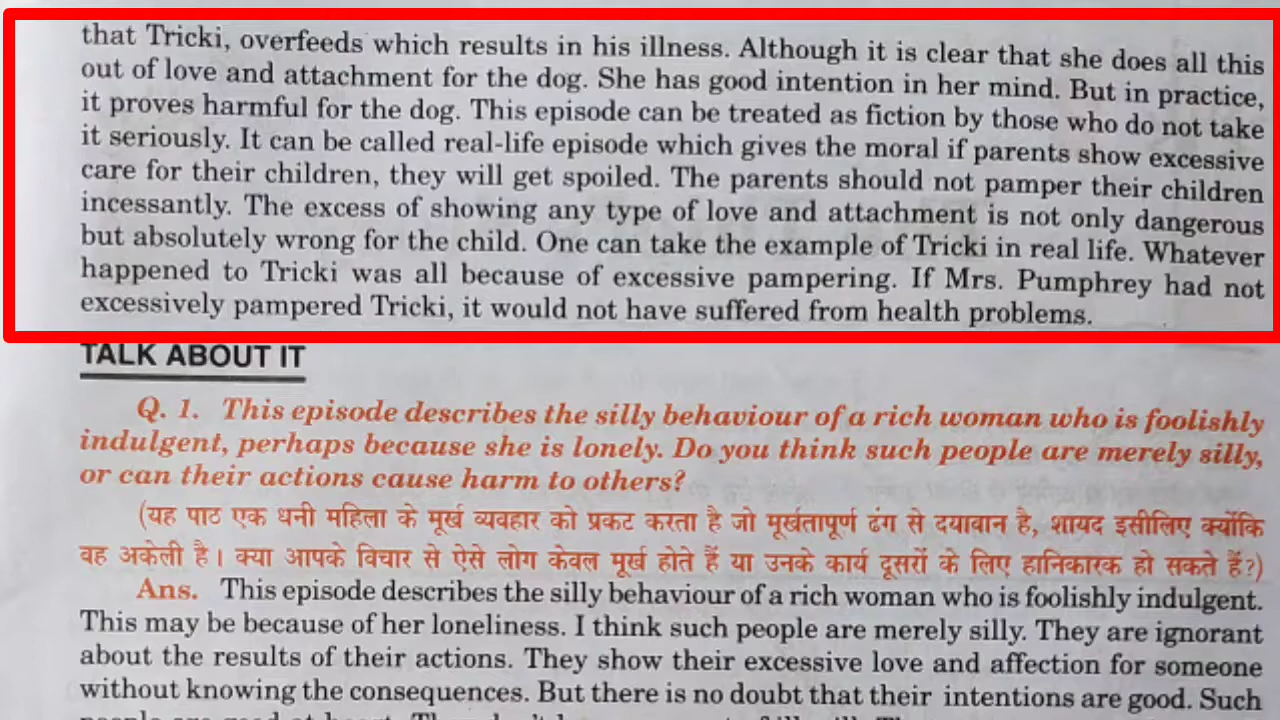 that Tricki, overfeeds which results in his illness. Although it is clear that she does all this
out of love and attachment for the dog. She has good intention in her mind. But in practice,
it proves harmful for the dog. This episode can be treated as fiction by those who do not take
it seriously. It can be called real-life episode which gives the moral if parents show excessive
care for their children, they will get spoiled. The parents should not pamper their children
incessantly. The excess of showing any type of love and attachment is not only dangerous
but absolutely wrong for the child. One can take the example of Tricki in real life. Whatever
happened to Tricki was all because of excessive pampering. If Mrs. Pumphrey had not
excessively pampered Tricki, it would not have suffered from health problems.
TALK ABOUT IT
Q. 1. This episode describes the silly behaviour of a rich woman who is foolishly
indulgent, perhaps because she is lonely. Do you think such people are merely silly,
or can their actions cause harm to others?
(यह पाठ एक धनी महिला के मूर्ख व्यवहार को प्रकट करता है जो मूर्खतापूर्ण ढंग से दयावान है, शायद इसीलिए क्योंकि
वह अकेली है। क्या आपके विचार से ऐसे लोग केवल मूर्ख होते हैं या उनके कार्य दूसरों के लिए हानिकारक हो सकते हैं?)
Ans. This episode describes the silly behaviour of a rich woman who is foolishly indulgent.
This may be because of her loneliness. I think such people are merely silly. They are ignorant
about the results of their actions. They show their excessive love and affection for someone
without knowing the consequences. But there is no doubt that their intentions are good. Such